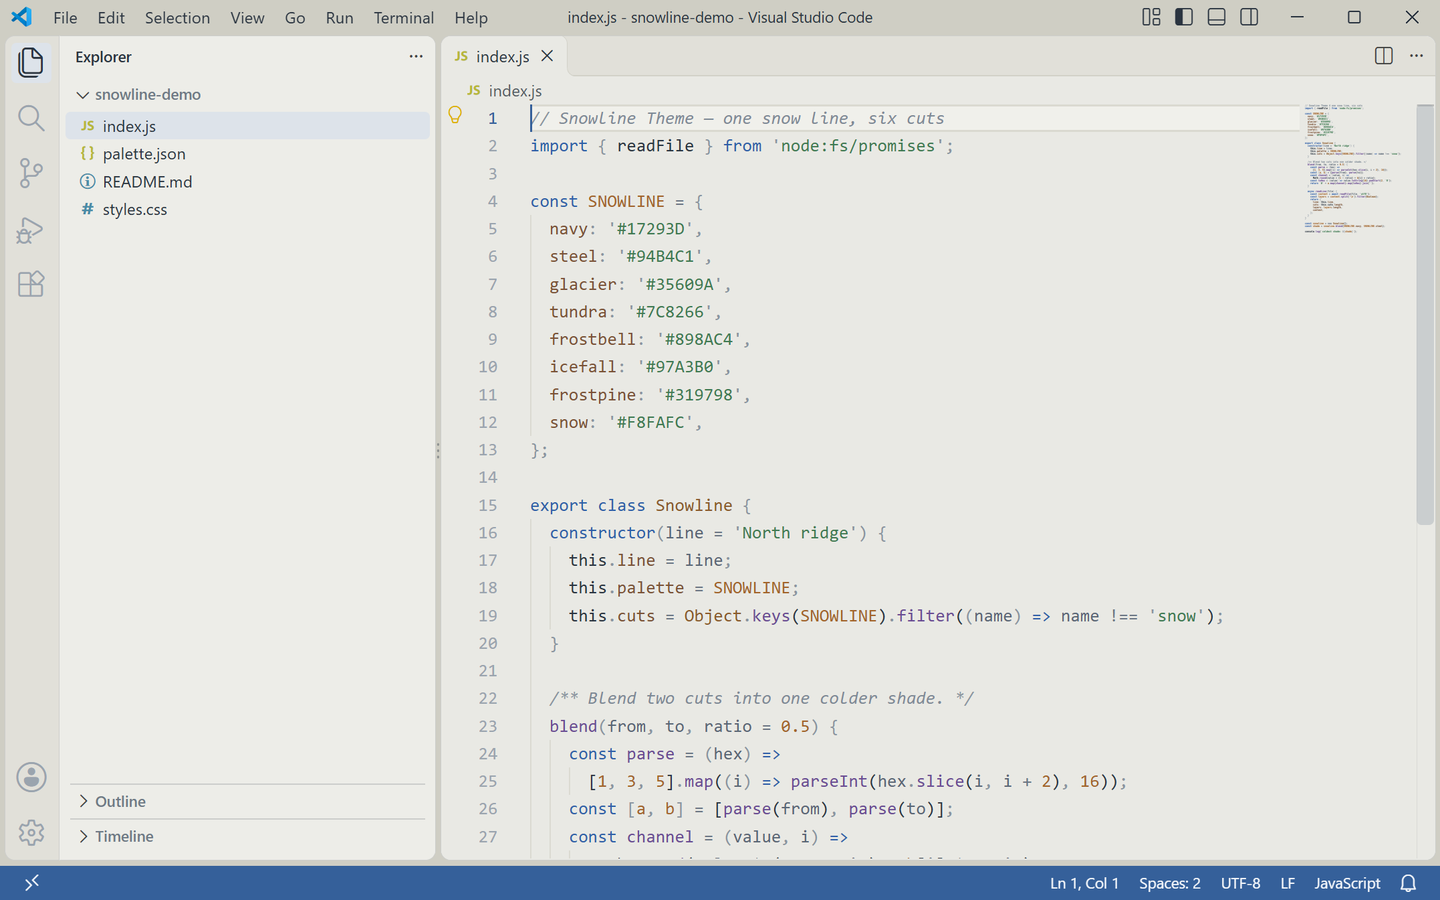 File Edit Selection View Go Run Terminal Help
index.js - snowline-demo - Visual Studio Code
Explorer
snowline-demo
JS index.js
{} palette.json
README.md
# styles.css
Outline
Timeline
JS index.js
JS index.js
1 // Snowline Theme — one snow line, six cuts
2 import { readFile } from 'node:fs/promises';
3
4 const SNOWLINE = {
5 navy: '#17293D',
6 steel: '#94B4C1',
7 glacier: '#35609A',
8 tundra: '#7C8266',
9 frostbell: '#898AC4',
10 icefall: '#97A3B0',
11 frostpine: '#319798',
12 snow: '#F8FAFC',
13 };
14
15 export class Snowline {
16 constructor(line = 'North ridge') {
17 this.line = line;
18 this.palette = SNOWLINE;
19 this.cuts = Object.keys(SNOWLINE).filter((name) => name !== 'snow');
20 }
21
22 /** Blend two cuts into one colder shade. */
23 blend(from, to, ratio = 0.5) {
24 const parse = (hex) =>
25 [1, 3, 5].map((i) => parseInt(hex.slice(i, i + 2), 16));
26 const [a, b] = [parse(from), parse(to)];
27 const channel = (value, i) =>
Ln 1, Col 1 Spaces: 2 UTF-8 LF JavaScript